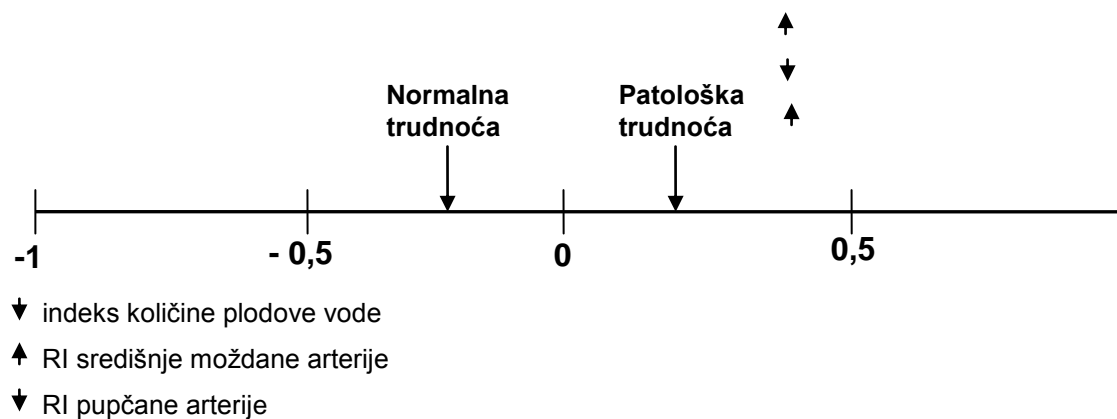 Normalna
trudnoća
Patološka
trudnoća
-1
- 0,5
0
0,5
indeks količine plodove vode
RI središnje moždane arterije
RI pupčane arterije